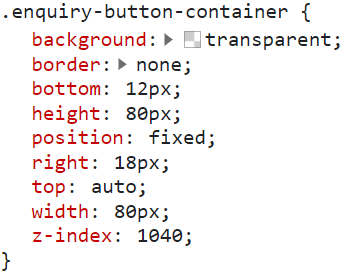 .enquiry-button-container {
background: transparent;
border: none;
bottom: 12px;
height: 80px;
position: fixed;
right: 18px;
top: auto;
width: 80px;
z-index: 1040;
}